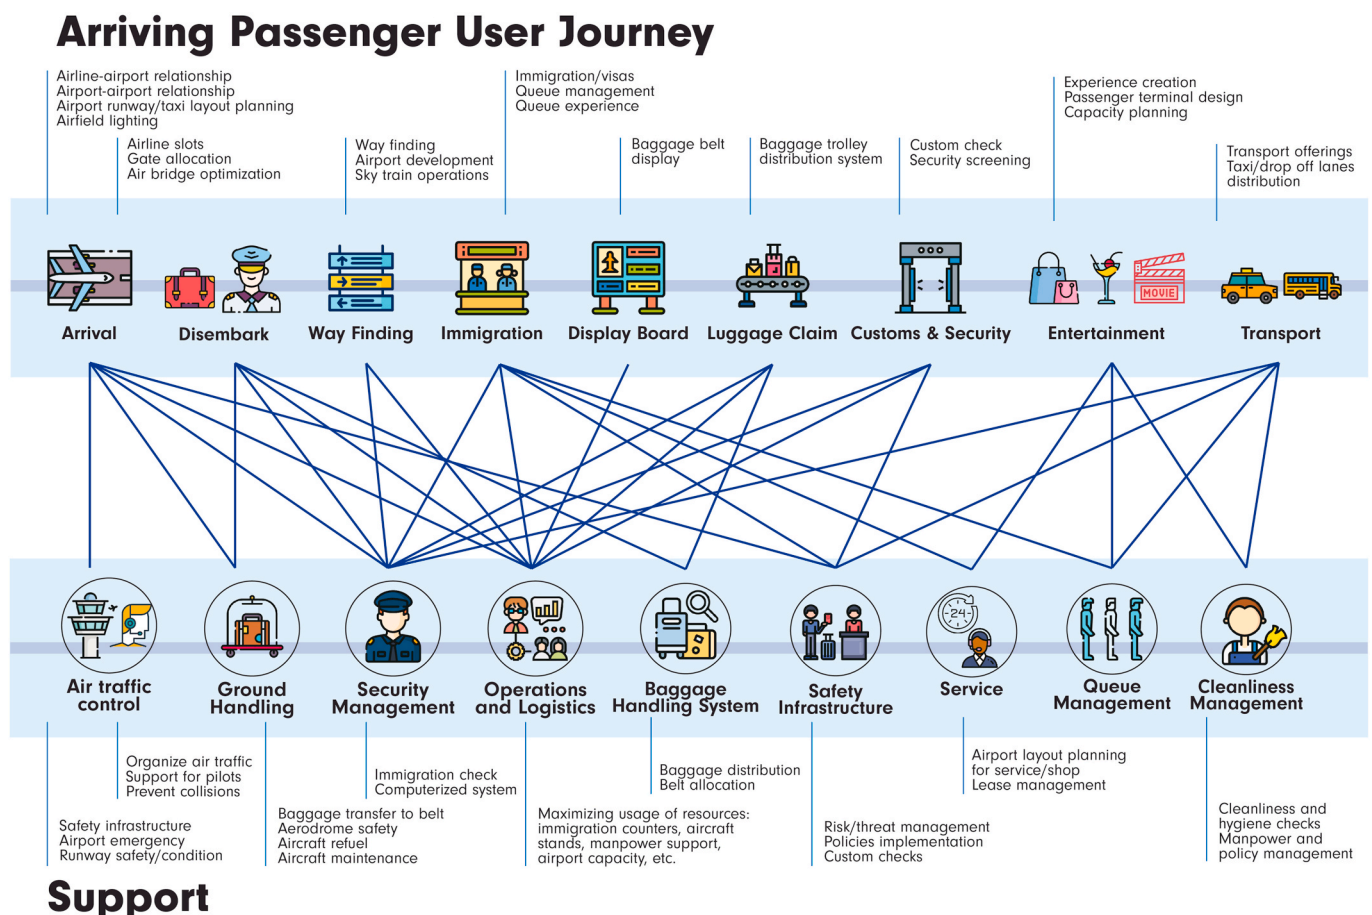 Arriving Passenger User Journey
Airline-airport relationship
Airport-airport relationship
Airport runway/taxi layout planning
Airfield lighting
Airline slots
Gate allocation
Air bridge optimization
Way finding
Airport development
Sky train operations
Immigration/visas
Queue management
Queue experience
Baggage belt
display
Baggage trolley
distribution system
Custom check
Security screening
Experience creation
Passenger terminal design
Capacity planning
Transport offerings
Taxi/drop off lanes
distribution
MOVIE
Arrival
Disembark
Way Finding
Immigration
Display Board
Luggage Claim
Customs & Security
Entertainment
Transport
24
Air traffic
control
Ground
Handling
Security
Management
Operations
and Logistics
Baggage
Handling System
Safety
Infrastructure
Service
Queue
Management
Cleanliness
Management
Organize air traffic
Support for pilots
Prevent collisions
Safety infrastructure
Airport emergency
Runway safety/condition
Immigration check
Computerized system
Baggage transfer to belt
Aerodrome safety
Aircraft refuel
Aircraft maintenance
Maximizing usage of resources:
immigration counters, aircraft
stands, manpower support,
airport capacity, etc.
Baggage distribution
Belt allocation
Risk/threat management
Policies implementation
Custom checks
Airport layout planning
for service/shop
Lease management
Cleanliness and
hygiene checks
Manpower and
policy management
Support